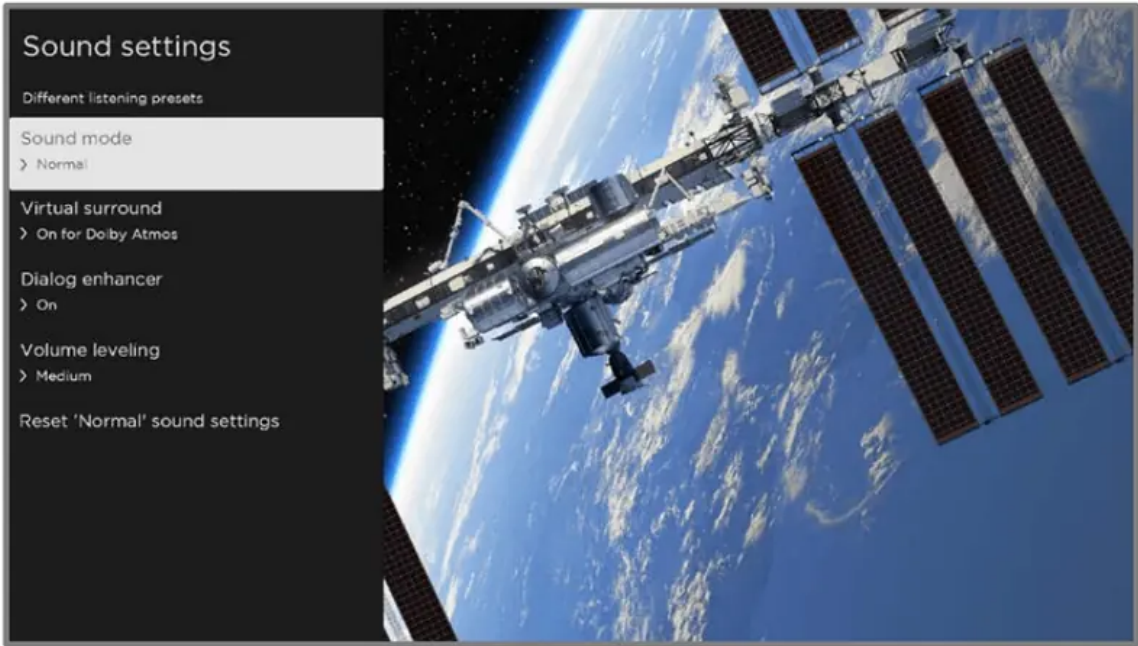 Sound settings
Different listening presets
Sound mode
> Normal
Virtual surround
> On for Dolby Atmos
Dialog enhancer
> On
Volume leveling
> Medium
Reset 'Normal' sound settings